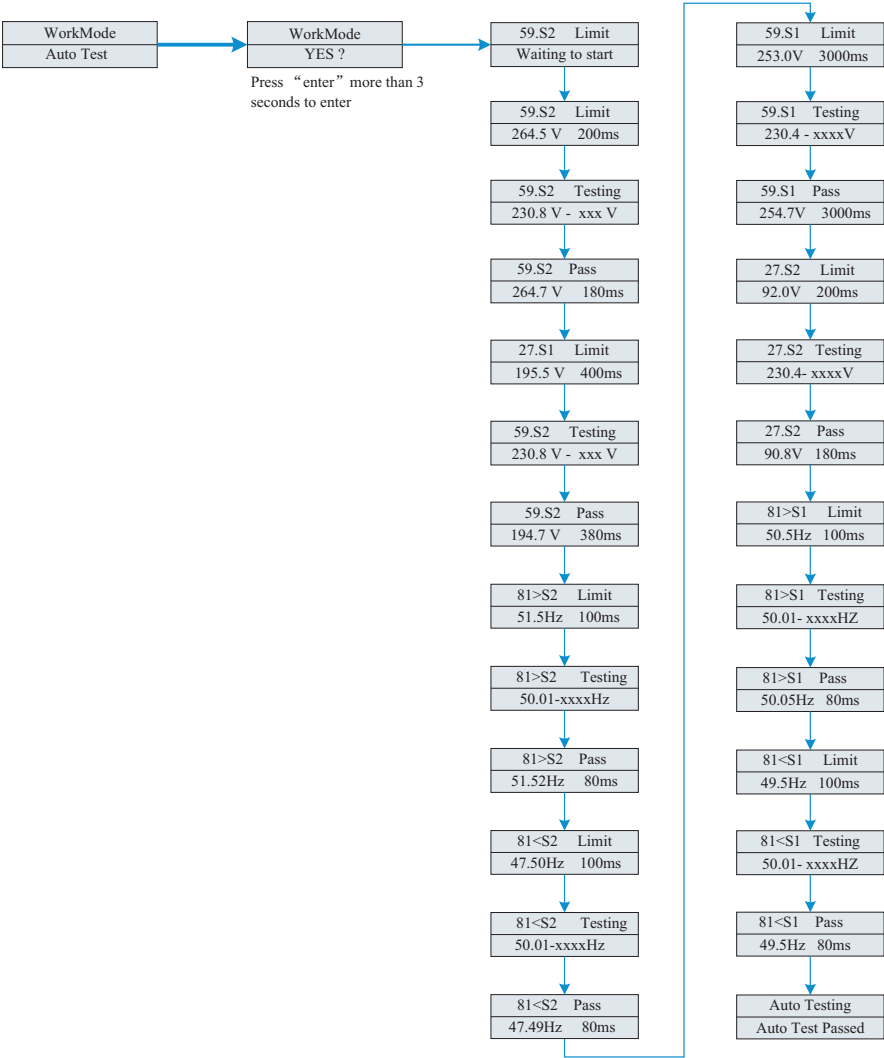 WorkMode
Auto Test
WorkMode
YES ?
Press “enter” more than 3
seconds to enter
59.S2 Limit
Waiting to start
59.S2 Limit
264.5 V 200ms
59.S2 Testing
230.8 V - xxx V
59.S2 Pass
264.7 V 180ms
27.S1 Limit
195.5 V 400ms
59.S2 Testing
230.8 V - xxx V
59.S2 Pass
194.7 V 380ms
81>S2 Limit
51.5Hz 100ms
81>S2 Testing
50.01-xxxxHz
81>S2 Pass
51.52Hz 80ms
81<S2 Limit
47.50Hz 100ms
81<S2 Testing
50.01-xxxxHz
81<S2 Pass
47.49Hz 80ms
59.S1 Limit
253.0V 3000ms
59.S1 Testing
230.4 - xxxxV
59.S1 Pass
254.7V 3000ms
27.S2 Limit
92.0V 200ms
27.S2 Testing
230.4- xxxxV
27.S2 Pass
90.8V 180ms
81>S1 Limit
50.5Hz 100ms
81>S1 Testing
50.01- xxxxHZ
81>S1 Pass
50.05Hz 80ms
81<S1 Limit
49.5Hz 100ms
81<S1 Testing
50.01- xxxxHZ
81<S1 Pass
49.5Hz 80ms
Auto Testing
Auto Test Passed